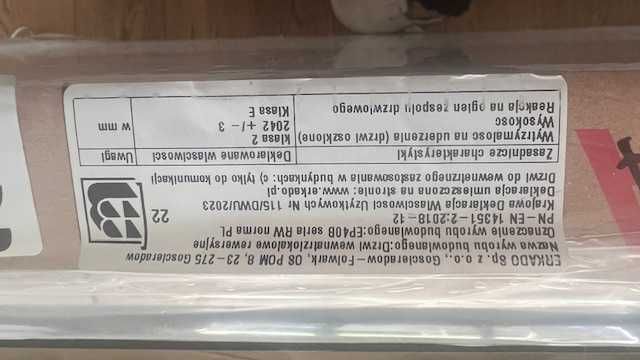 ERKADO Sp. z o.o., Goscieradow-Folwark, OS POM 8, 23-275 Goscieradow
Nazwa wyrobu budowlanego:Drzwi wewnatrzlokalowe rewersyjne
Oznaczenie wyrobu budowlanego:EP40B seria RW norma PL
PN-EN 14351-2:2018-12
Krajowa Deklaracja Wlasciwosci Uzytkowych Nr 115/DWU/2023
Deklaracja umieszczona na stronie: www.erkado.pl
Drzwi do wewnetrznego zastosowania w budynkach: c) tylko do komunikacji
22
Zasadnicze charakterystyki Deklarowane wlasciwosci Uwagi
Wytrzymalosc na uderzenia (drzwi oszklone) klasa 2
Wysokosc 2042 +/- 3 w mm
Reakcja na ogien zespolu drzwiowego Klasa E